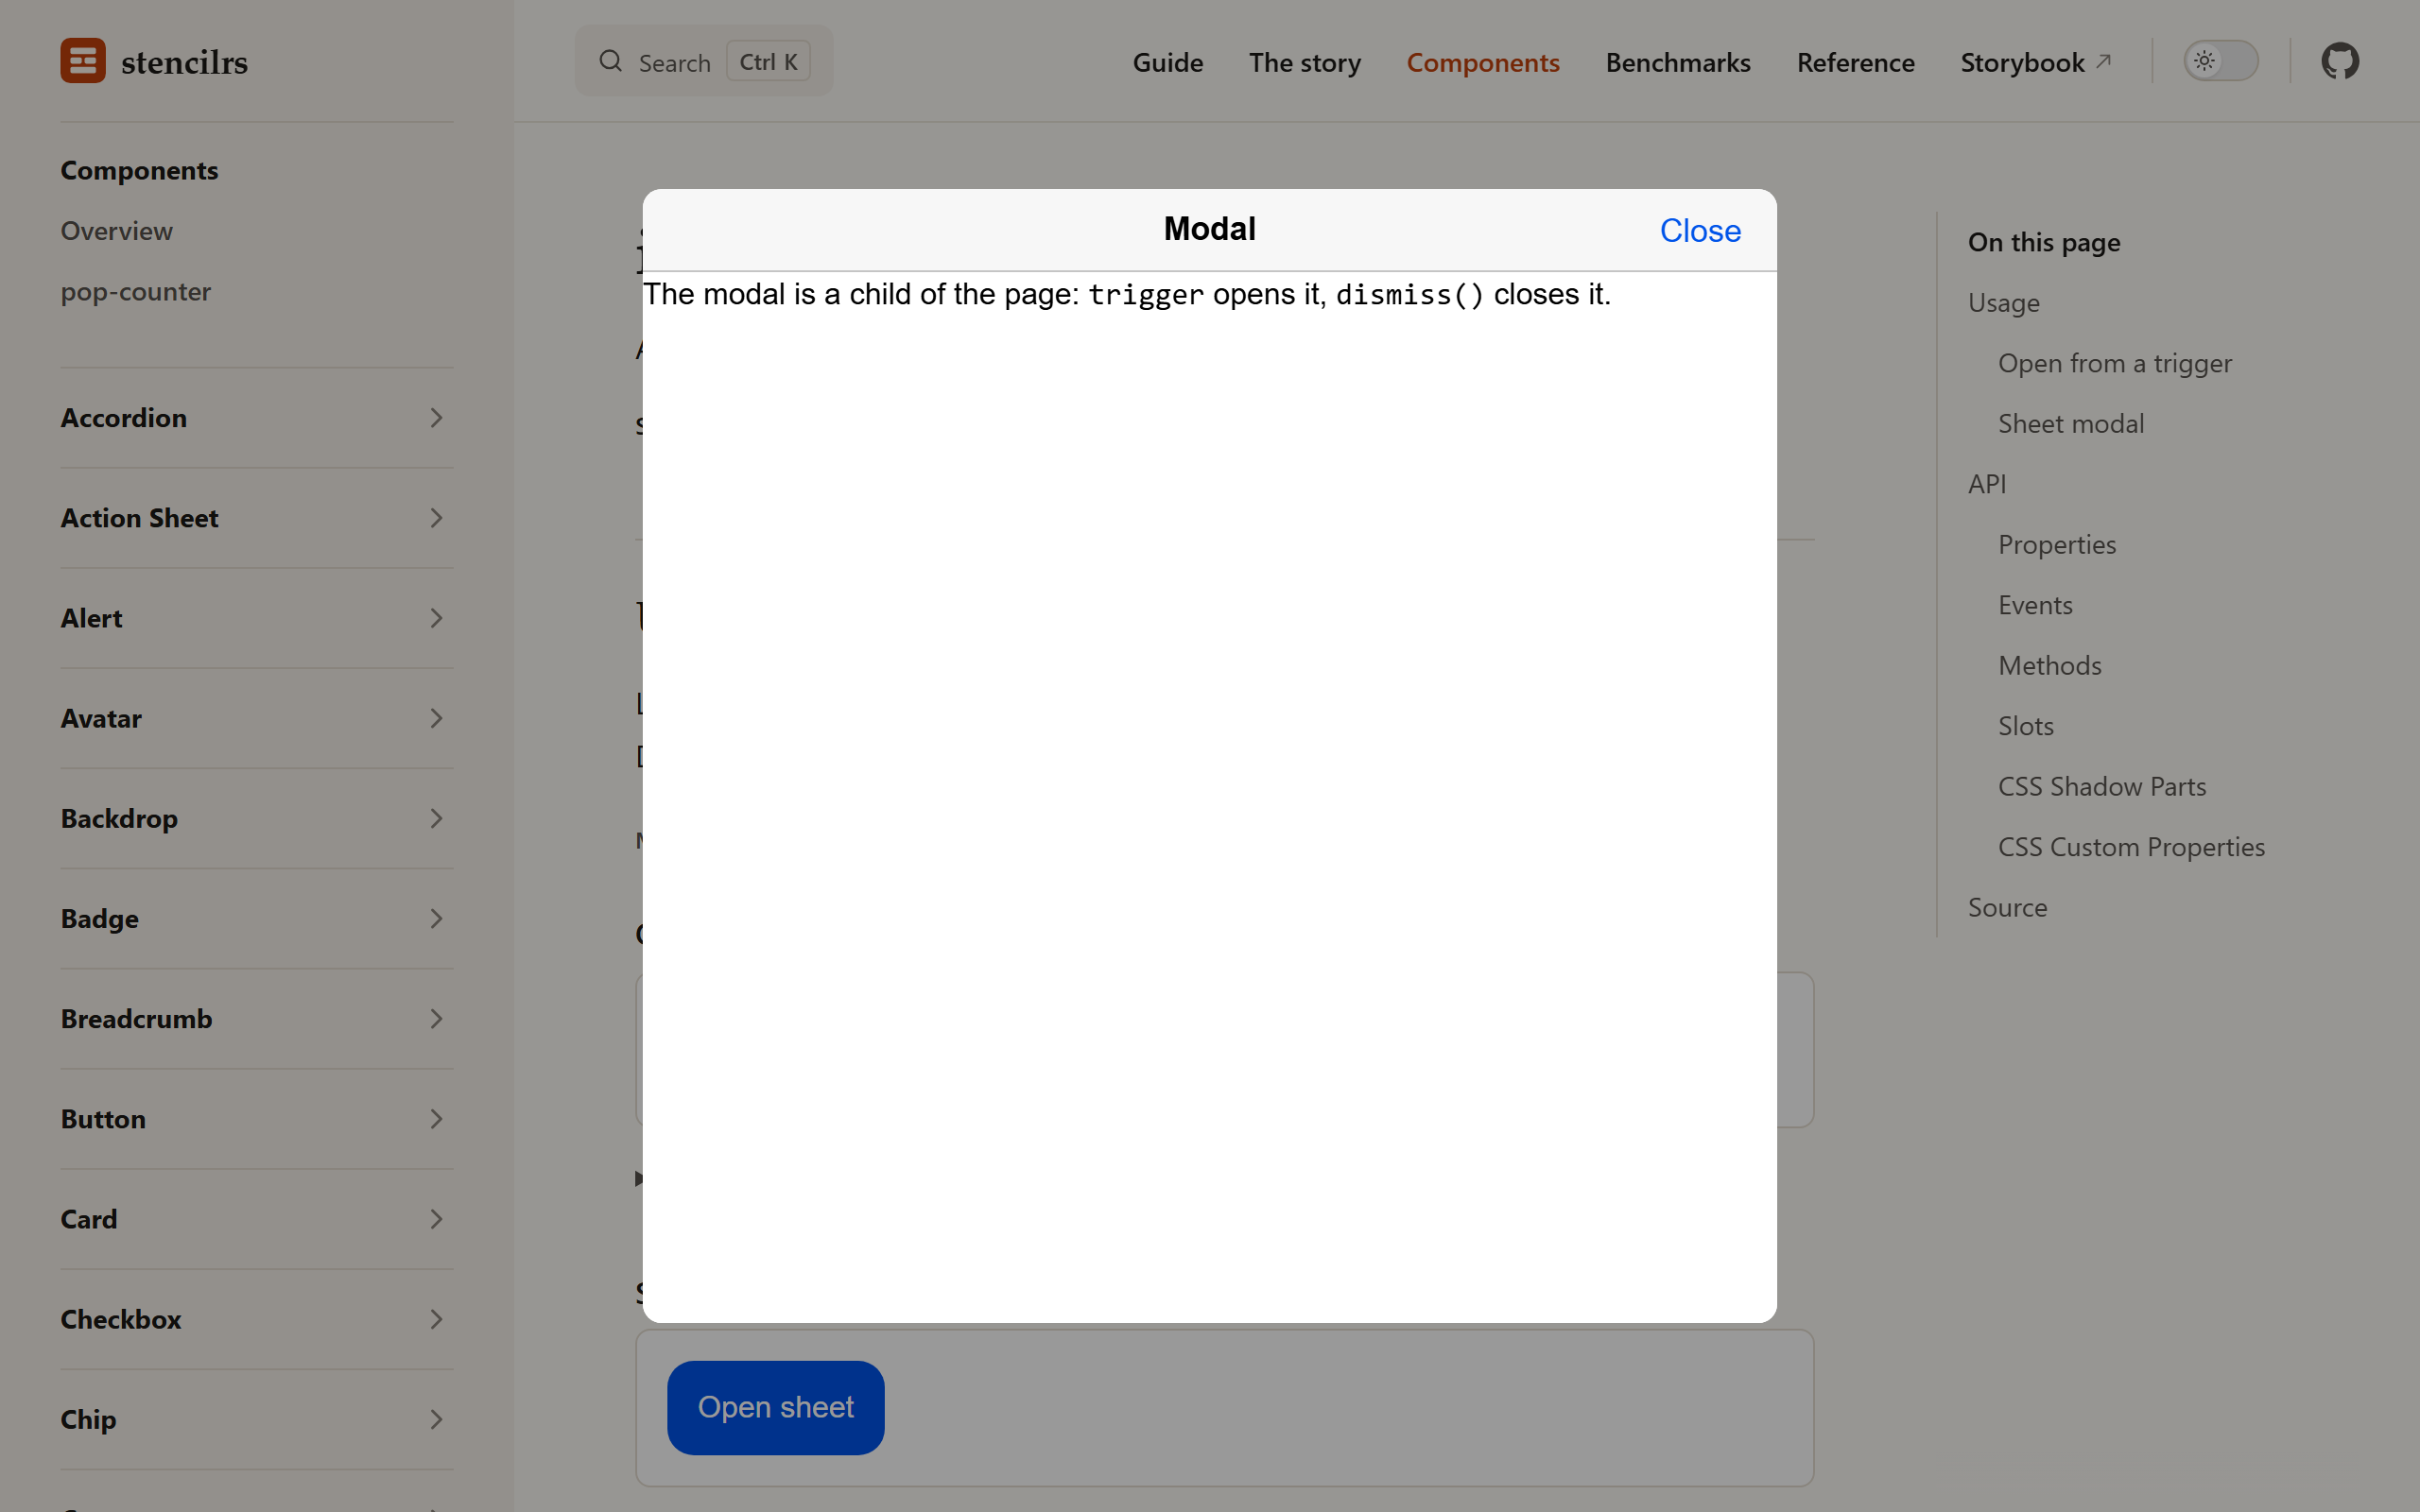 stencilrs
Search Ctrl K
Guide
The story
Components
Benchmarks
Reference
Storybook
Components
Overview
pop-counter
Accordion
Action Sheet
Alert
Avatar
Backdrop
Badge
Breadcrumb
Button
Card
Checkbox
Chip
Modal
Close
The modal is a child of the page: trigger opens it, dismiss() closes it.
Open sheet
On this page
Usage
Open from a trigger
Sheet modal
API
Properties
Events
Methods
Slots
CSS Shadow Parts
CSS Custom Properties
Source